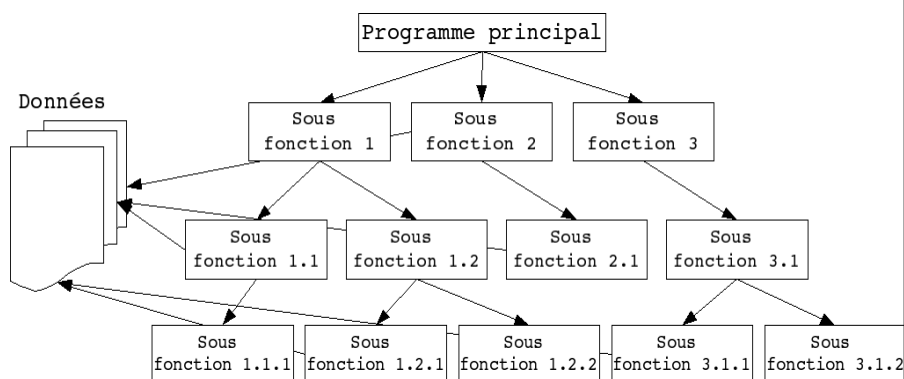 Programme principal
Données
Sous
fonction 1
Sous
fonction 2
Sous
fonction 3
Sous
fonction 1.1
Sous
fonction 1.2
Sous
fonction 2.1
Sous
fonction 3.1
Sous
fonction 1.1.1
Sous
fonction 1.2.1
Sous
fonction 1.2.2
Sous
fonction 3.1.1
Sous
fonction 3.1.2